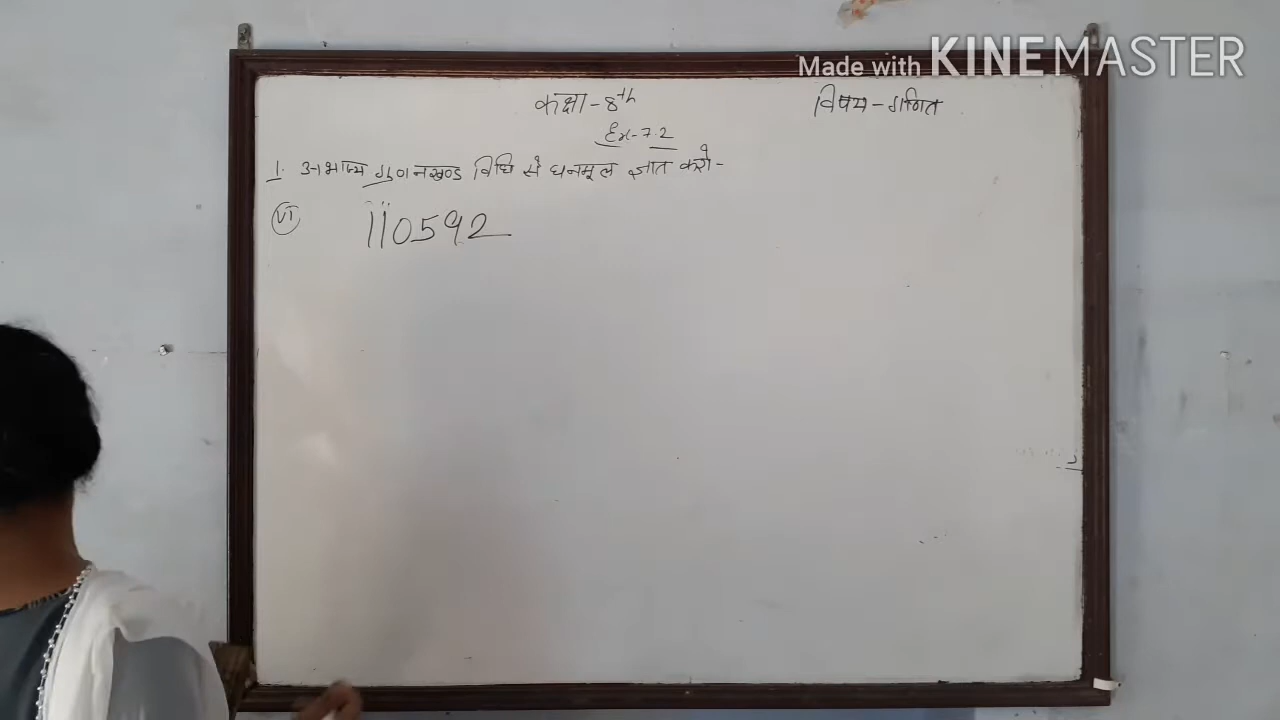 Made with KINEMASTER
कक्षा - 8th विषय - गणित
Ex - 7.2
1. अभाज्य गुणनखण्ड विधि से घनमूल ज्ञात करो -
(VI) 110592